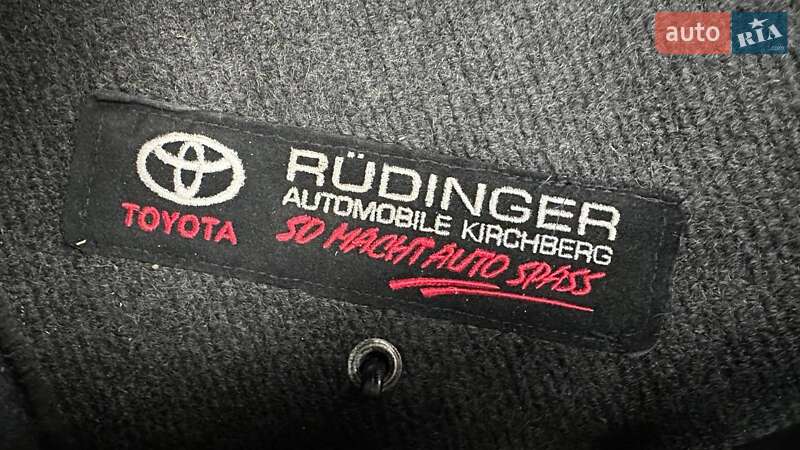 auto RIA
TOYOTA
RÜDINGER
AUTOMOBILE KIRCHBERG
SO MACHT AUTO SPASS